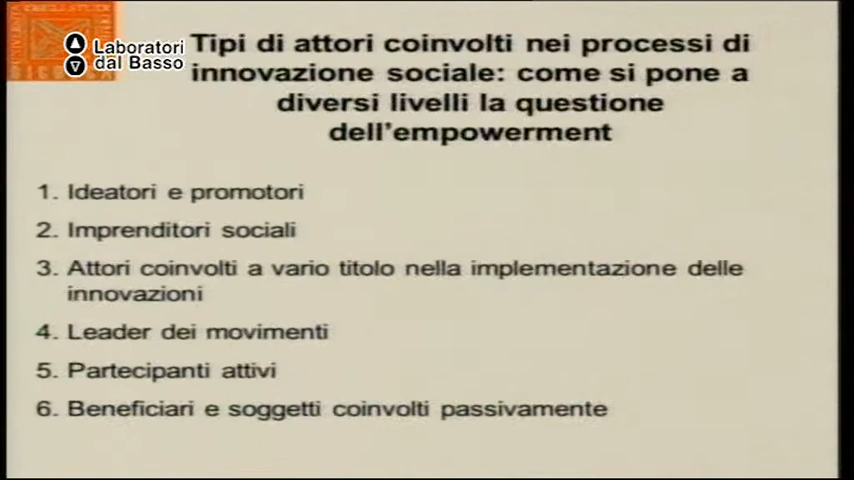 Laboratori
dal Basso
Tipi di attori coinvolti nei processi di
innovazione sociale: come si pone a
diversi livelli la questione
dell'empowerment
1. Ideatori e promotori
2. Imprenditori sociali
3. Attori coinvolti a vario titolo nella implementazione delle
innovazioni
4. Leader dei movimenti
5. Partecipanti attivi
6. Beneficiari e soggetti coinvolti passivamente